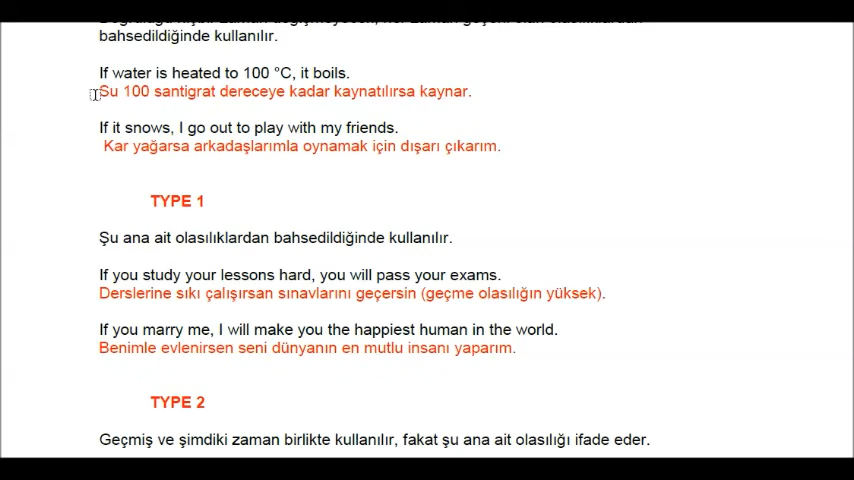 bahsedildiğinde kullanılır.
If water is heated to 100 °C, it boils.
Su 100 santigrat dereceye kadar kaynatılırsa kaynar.
If it snows, I go out to play with my friends.
Kar yağarsa arkadaşlarımla oynamak için dışarı çıkarım.
TYPE 1
Şu ana ait olasılıklardan bahsedildiğinde kullanılır.
If you study your lessons hard, you will pass your exams.
Derslerine sıkı çalışırsan sınavlarını geçersin (geçme olasılığın yüksek).
If you marry me, I will make you the happiest human in the world.
Benimle evlenirsen seni dünyanın en mutlu insanı yaparım.
TYPE 2
Geçmiş ve şimdiki zaman birlikte kullanılır, fakat şu ana ait olasılığı ifade eder.